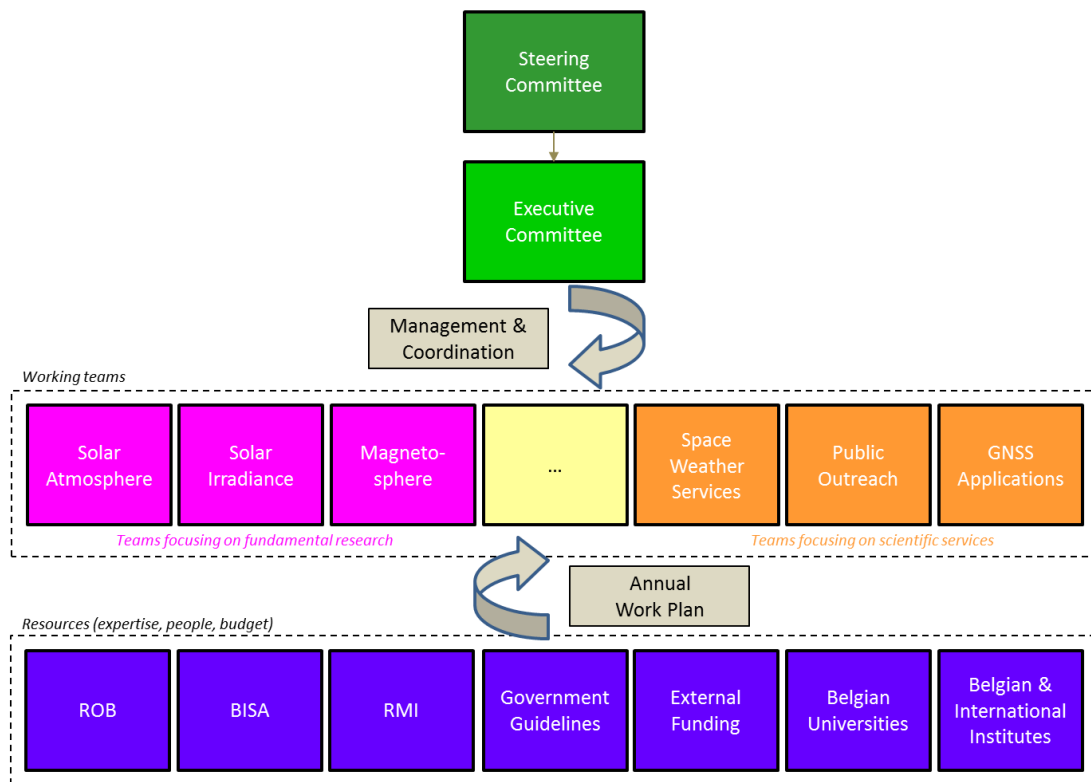 Steering
Committee
Executive
Committee
Management &
Coordination
Working teams
Solar
Atmosphere
Solar
Irradiance
Magneto-
sphere
...
Space
Weather
Services
Public
Outreach
GNSS
Applications
Teams focusing on fundamental research
Teams focusing on scientific services
Annual
Work Plan
Resources (expertise, people, budget)
ROB
BISA
RMI
Government
Guidelines
External
Funding
Belgian
Universities
Belgian &
International
Institutes